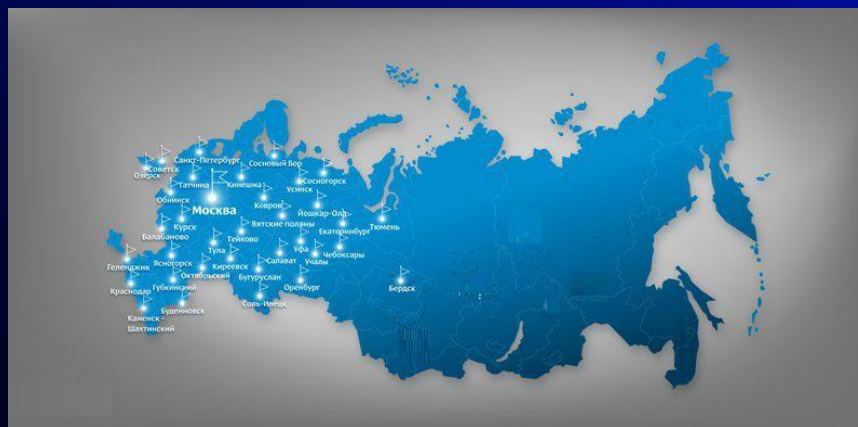 Санкт-Петербург
Сосновый Бор
Советск
Озерск
Татчина
Кинешма
Усинск
Сосногорск
Обнинск
Москва
Ковров
Йошкар-Ола
Тюмень
Курск
Вятские поляны
Екатеринбург
Балабаново
Тейково
Тула
Уфа
Чебоксары
Геленджик
Ясногорск
Киреевск
Салават
Учалы
Октябрьский
Бугуруслан
Краснодар
Губкинский
Оренбург
Бердск
Соль-Илецк
Каменск -
Шахтинский
Буденновск